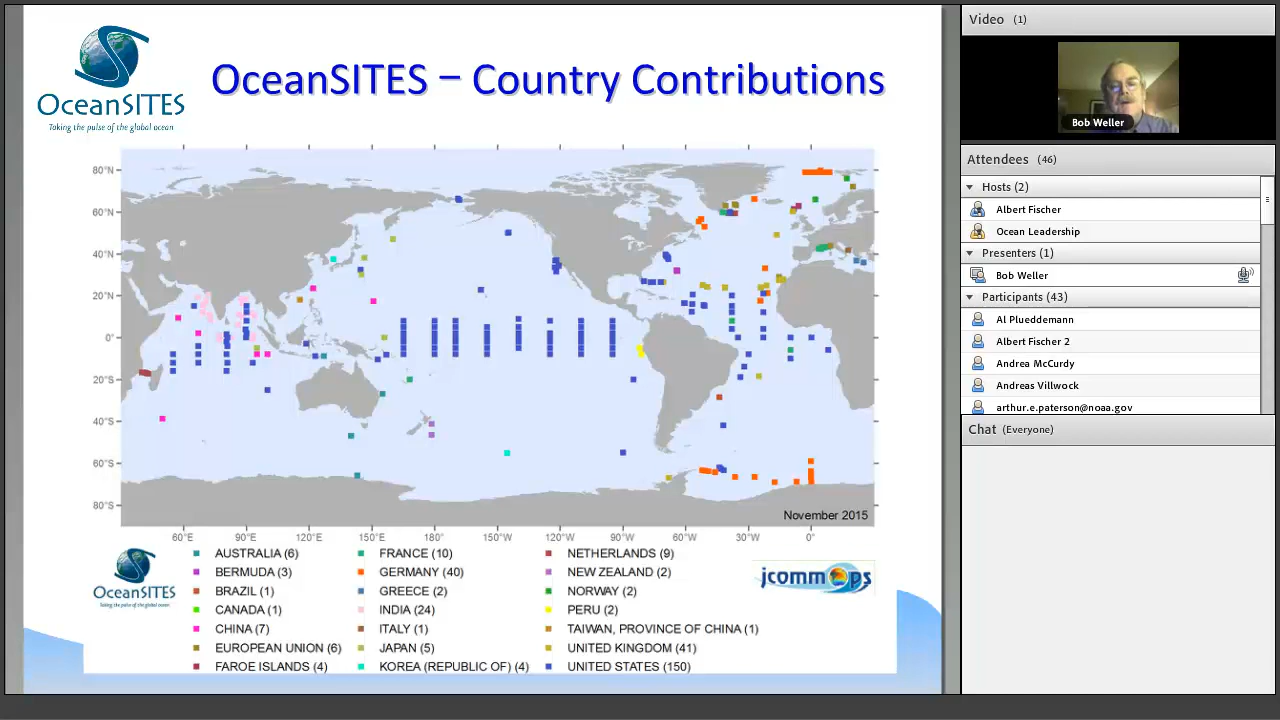 OceanSITES
Taking the pulse of the global ocean
OceanSITES – Country Contributions
80°N
60°N
40°N
20°N
0°
20°S
40°S
60°S
80°S
November 2015
60°E
90°E
120°E
150°E
180°
150°W
120°W
90°W
60°W
30°W
0°
OceanSITES
Taking the pulse of the global ocean
AUSTRALIA (6)
BERMUDA (3)
BRAZIL (1)
CANADA (1)
CHINA (7)
EUROPEAN UNION (6)
FAROE ISLANDS (4)
FRANCE (10)
GERMANY (40)
GREECE (2)
INDIA (24)
ITALY (1)
JAPAN (5)
KOREA (REPUBLIC OF) (4)
NETHERLANDS (9)
NEW ZEALAND (2)
NORWAY (2)
PERU (2)
TAIWAN, PROVINCE OF CHINA (1)
UNITED KINGDOM (41)
UNITED STATES (150)
jcommops
Video (1)
Bob Weller
Attendees (46)
Hosts (2)
Albert Fischer
Ocean Leadership
Presenters (1)
Bob Weller
Participants (43)
Al Plueddemann
Albert Fischer 2
Andrea McCurdy
Andreas Villwock
arthur.e.paterson@noaa.gov
Chat (Everyone)